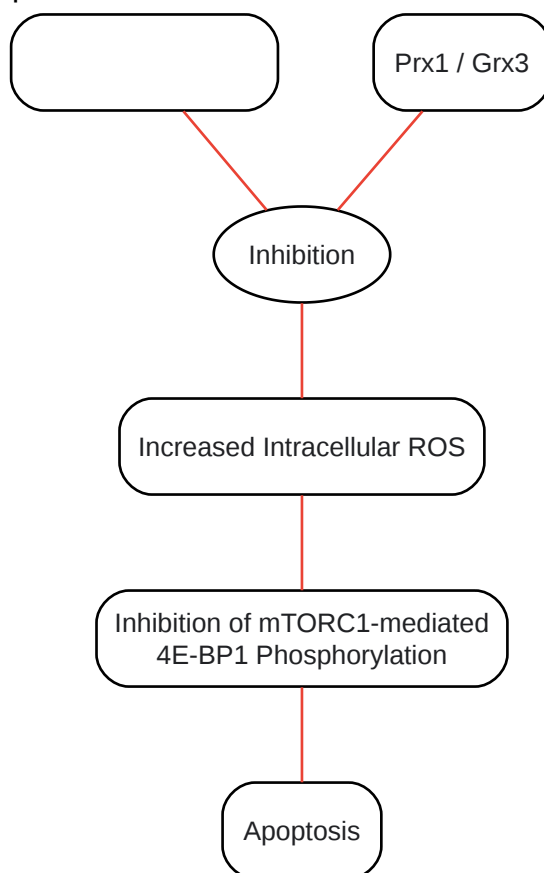 Prx1 / Grx3
Inhibition
Increased Intracellular ROS
Inhibition of mTORC1-mediated
4E-BP1 Phosphorylation
Apoptosis